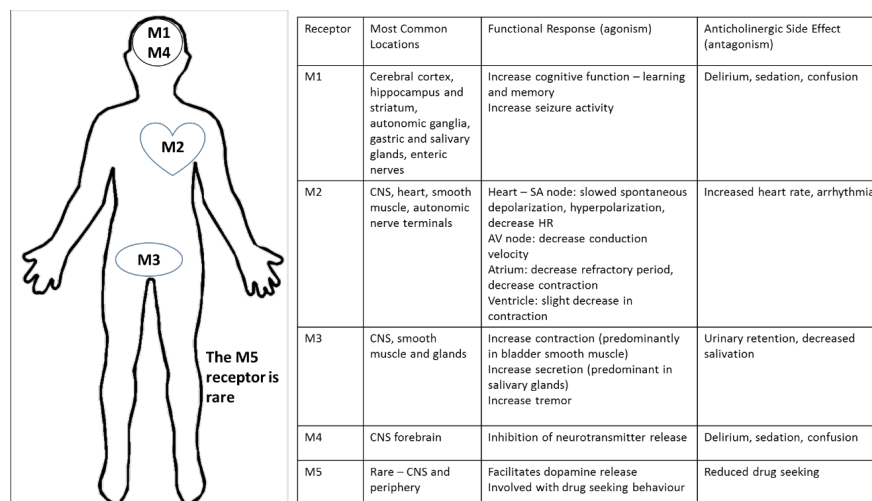 M1
M4
M2
M3
The M5
receptor is
rare
Receptor
Most Common
Locations
Functional Response (agonism)
Anticholinergic Side Effect
(antagonism)
M1
Cerebral cortex,
hippocampus and
striatum,
autonomic ganglia,
gastric and salivary
glands, enteric
nerves
Increase cognitive function – learning
and memory
Increase seizure activity
Delirium, sedation, confusion
M2
CNS, heart, smooth
muscle, autonomic
nerve terminals
Heart – SA node: slowed spontaneous
depolarization, hyperpolarization,
decrease HR
AV node: decrease conduction
velocity
Atrium: decrease refractory period,
decrease contraction
Ventricle: slight decrease in
contraction
Increased heart rate, arrhythmia
M3
CNS, smooth
muscle and glands
Increase contraction (predominantly
in bladder smooth muscle)
Increase secretion (predominant in
salivary glands)
Increase tremor
Urinary retention, decreased
salivation
M4
CNS forebrain
Inhibition of neurotransmitter release
Delirium, sedation, confusion
M5
Rare – CNS and
periphery
Facilitates dopamine release
Involved with drug seeking behaviour
Reduced drug seeking